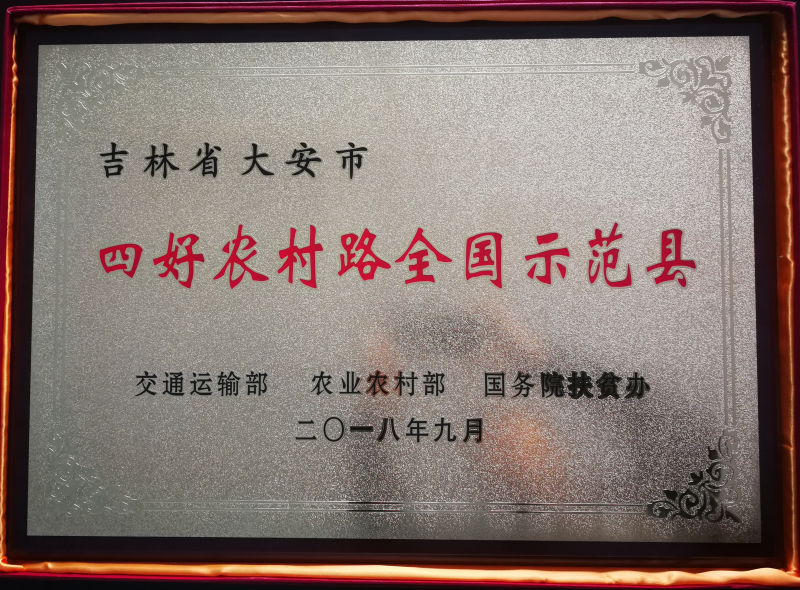 吉林省大安市
四好农村路全国示范县
交通运输部 农业农村部 国务院扶贫办
二〇一八年九月